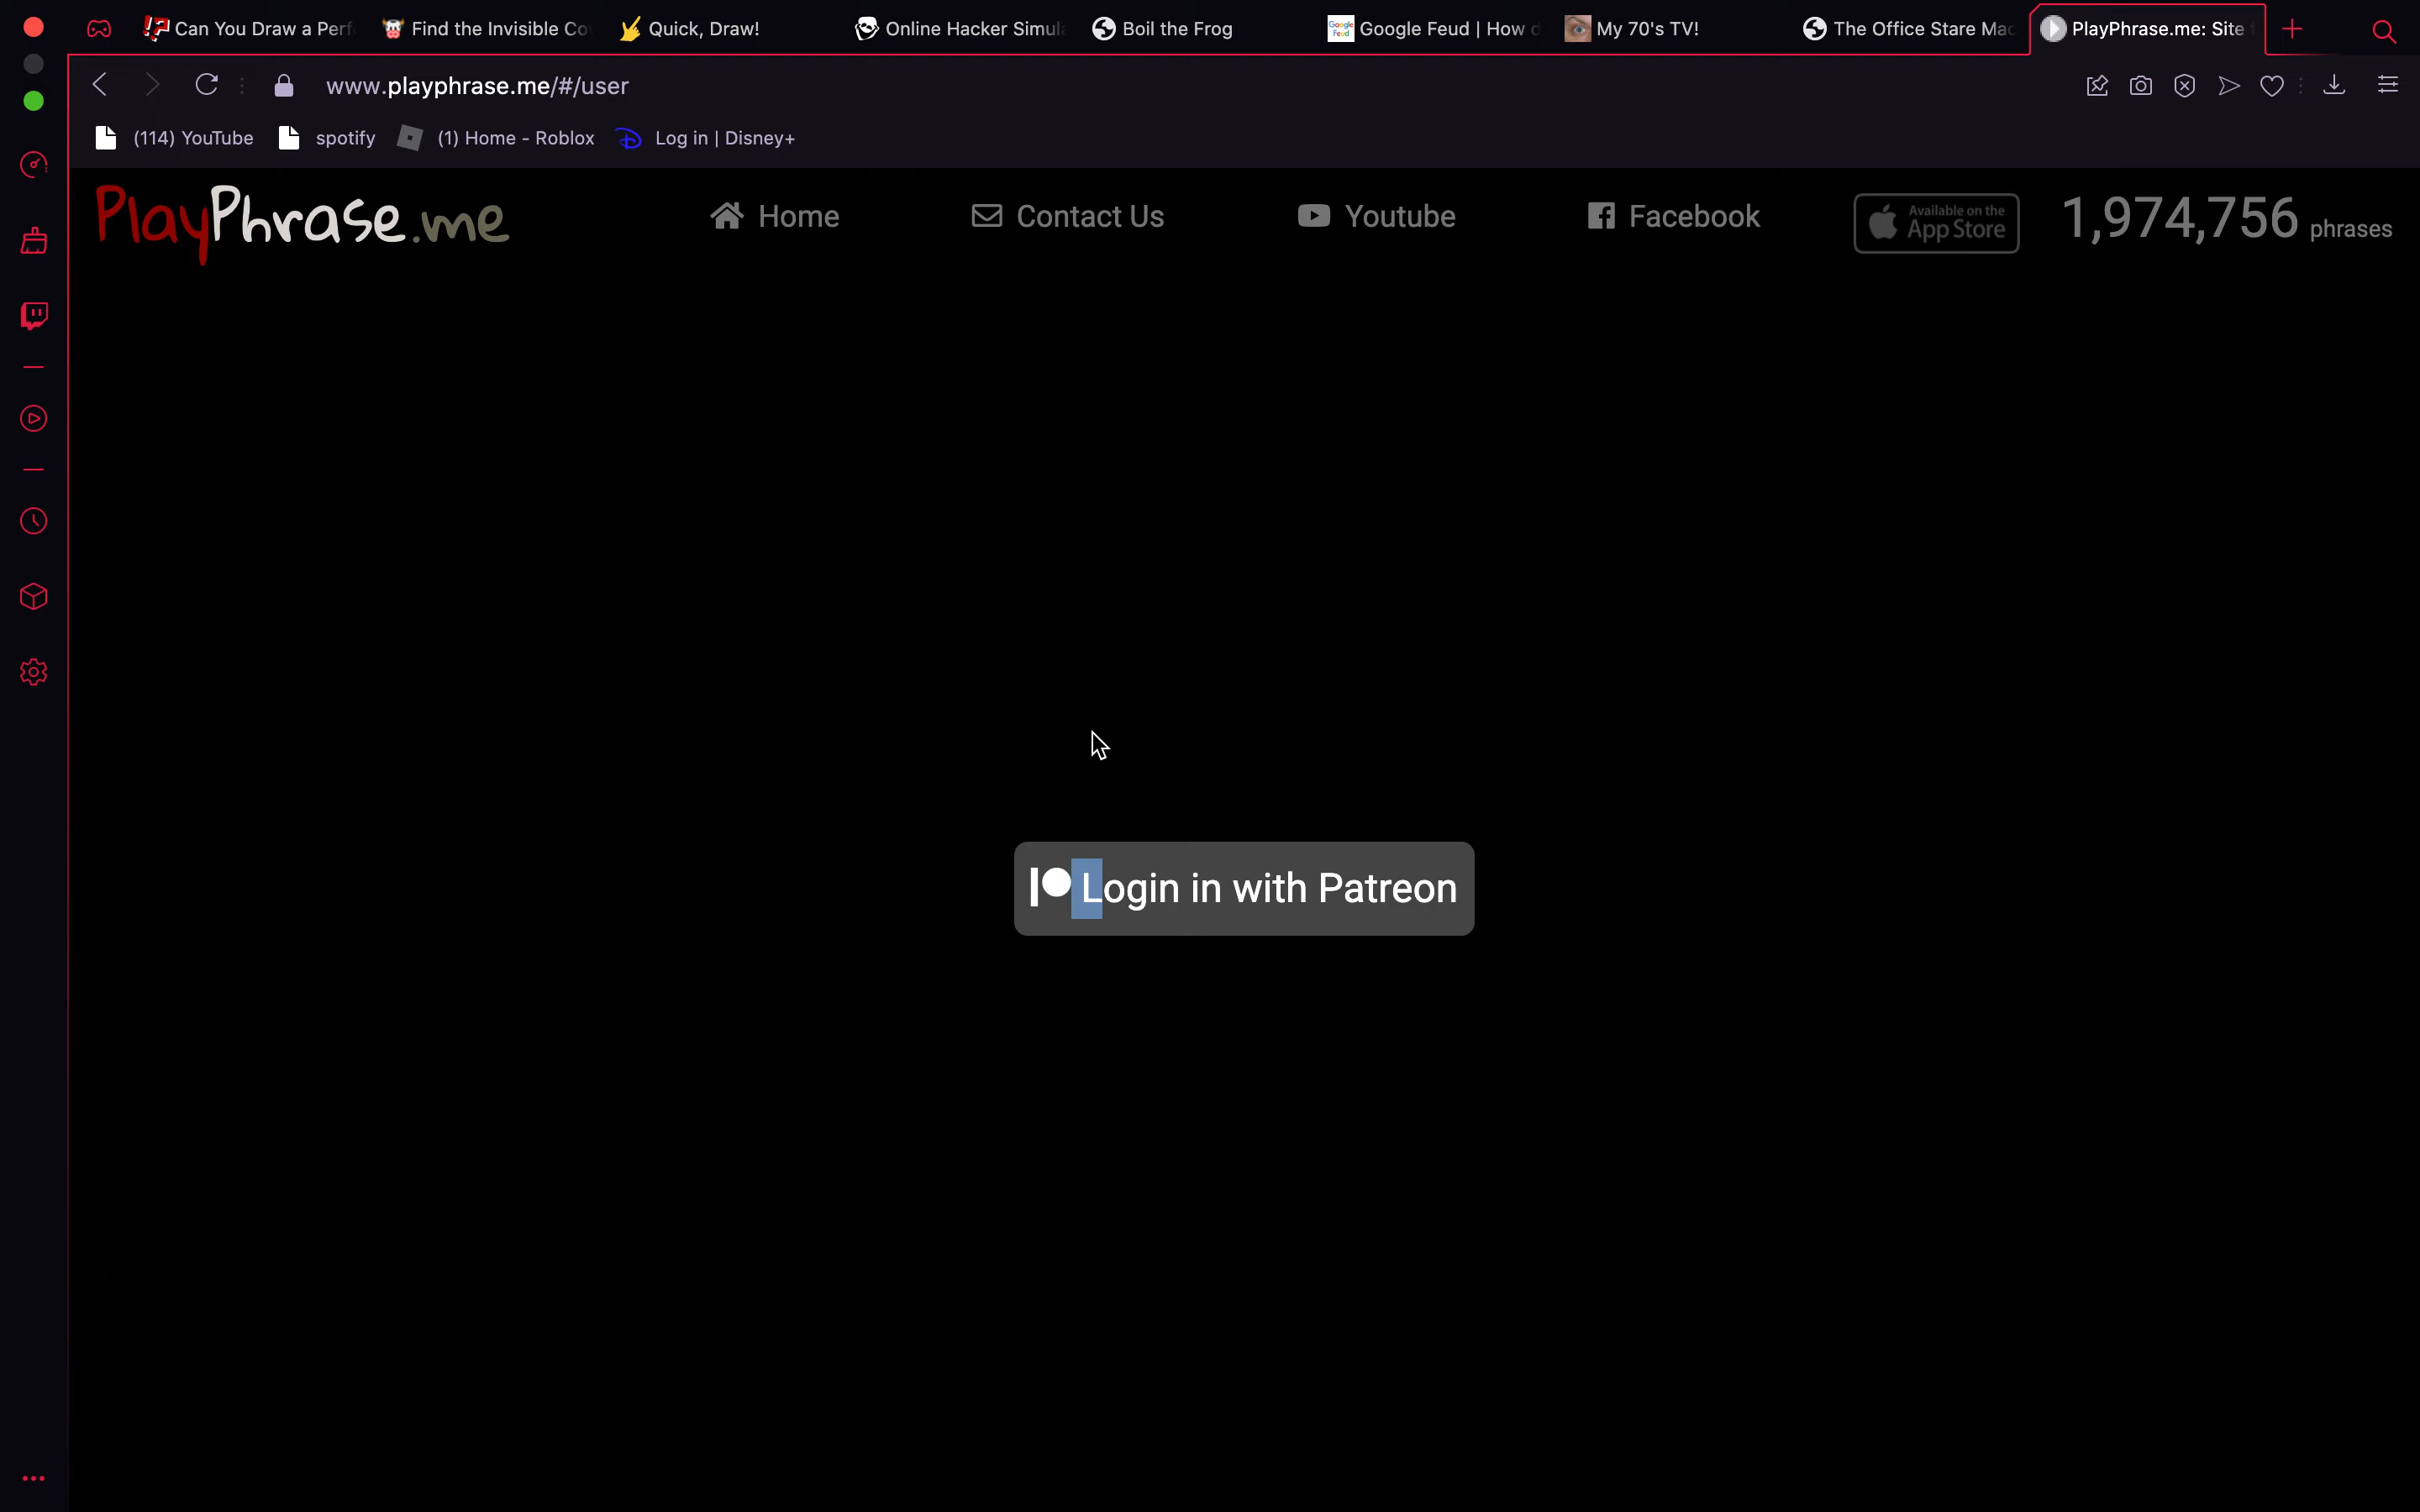 Can You Draw a Perf
Find the Invisible Co
Quick, Draw!
Online Hacker Simula
Boil the Frog
Google Feud | How d
My 70's TV!
The Office Stare Mac
PlayPhrase.me: Site
www.playphrase.me/#/user
(114) YouTube
spotify
(1) Home - Roblox
Log in | Disney+
PlayPhrase.me
Home
Contact Us
Youtube
Facebook
Available on the
App Store
1,974,756 phrases
Login in with Patreon